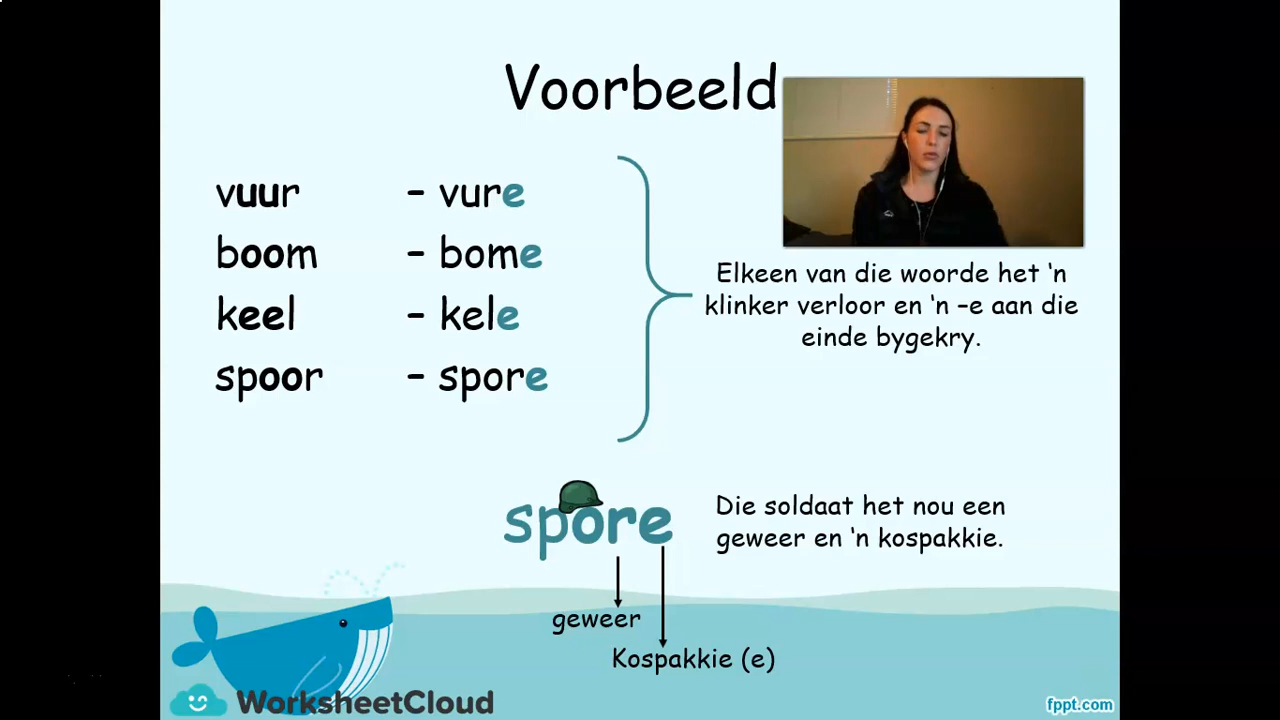 Voorbeeld
vuur – vure
boom – bome
keel – kele
spoor – spore
Elkeen van die woorde het ‘n
klinker verloor en ‘n –e aan die
einde bygekry.
spore
Die soldaat het nou een
geweer en ‘n kospakkie.
geweer
Kospakkie (e)
WorksheetCloud
fppt.com